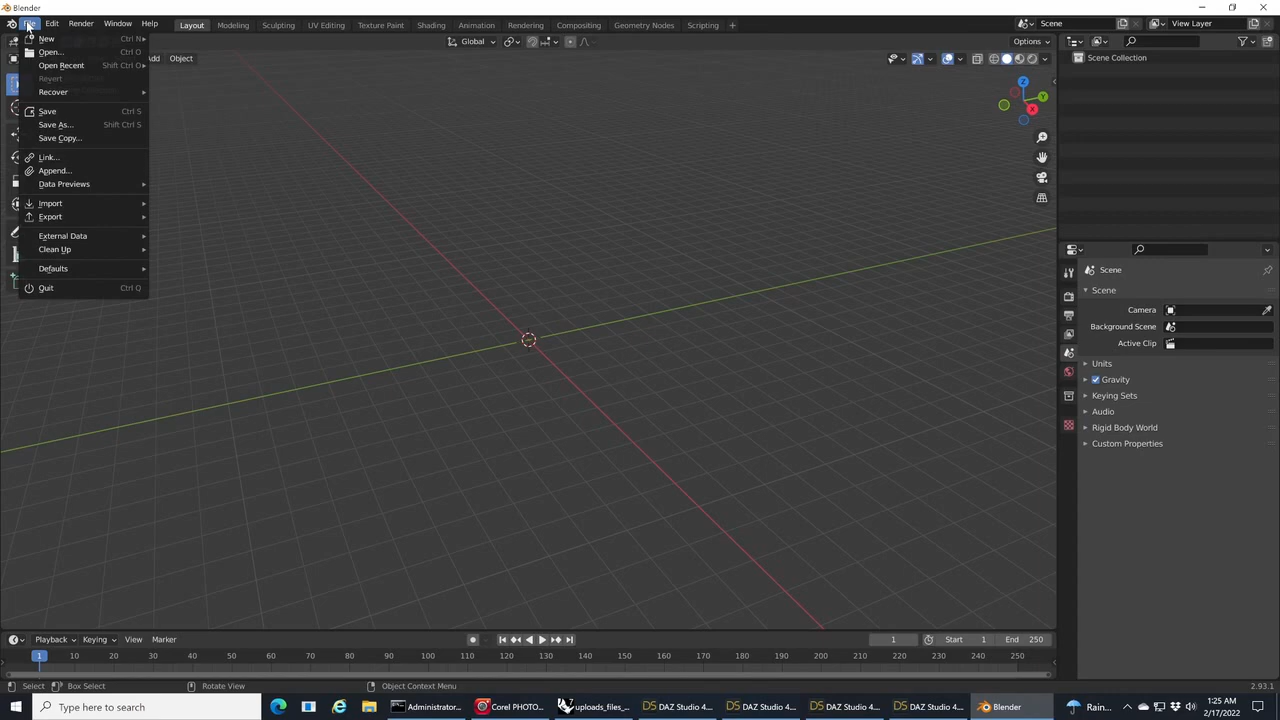 Blender
File Edit Render Window Help Layout Modeling Sculpting UV Editing Texture Paint Shading Animation Rendering Compositing Geometry Nodes Scripting + Scene View Layer
New Ctrl N
Open... Ctrl O
Open Recent Shift Ctrl O
Revert
Recover
Save Ctrl S
Save As... Shift Ctrl S
Save Copy...
Link...
Append...
Data Previews
Import
Export
External Data
Clean Up
Defaults
Quit Ctrl Q
Global Options
Add Object
Z
Y
X
Scene Collection
Scene
Scene
Camera
Background Scene
Active Clip
Units
Gravity
Keying Sets
Audio
Rigid Body World
Custom Properties
Playback Keying View Marker 1 Start 1 End 250
1 10 20 30 40 50 60 70 80 90 100 110 120 130 140 150 160 170 180 190 200 210 220 230 240 250
Select Box Select Rotate View Object Context Menu 2.93.1
Type here to search Administrator... Corel PHOTO... uploads_files_... DAZ Studio 4... DAZ Studio 4... DAZ Studio 4... DAZ Studio 4... Blender Rain... 1:25 AM
2/17/2022